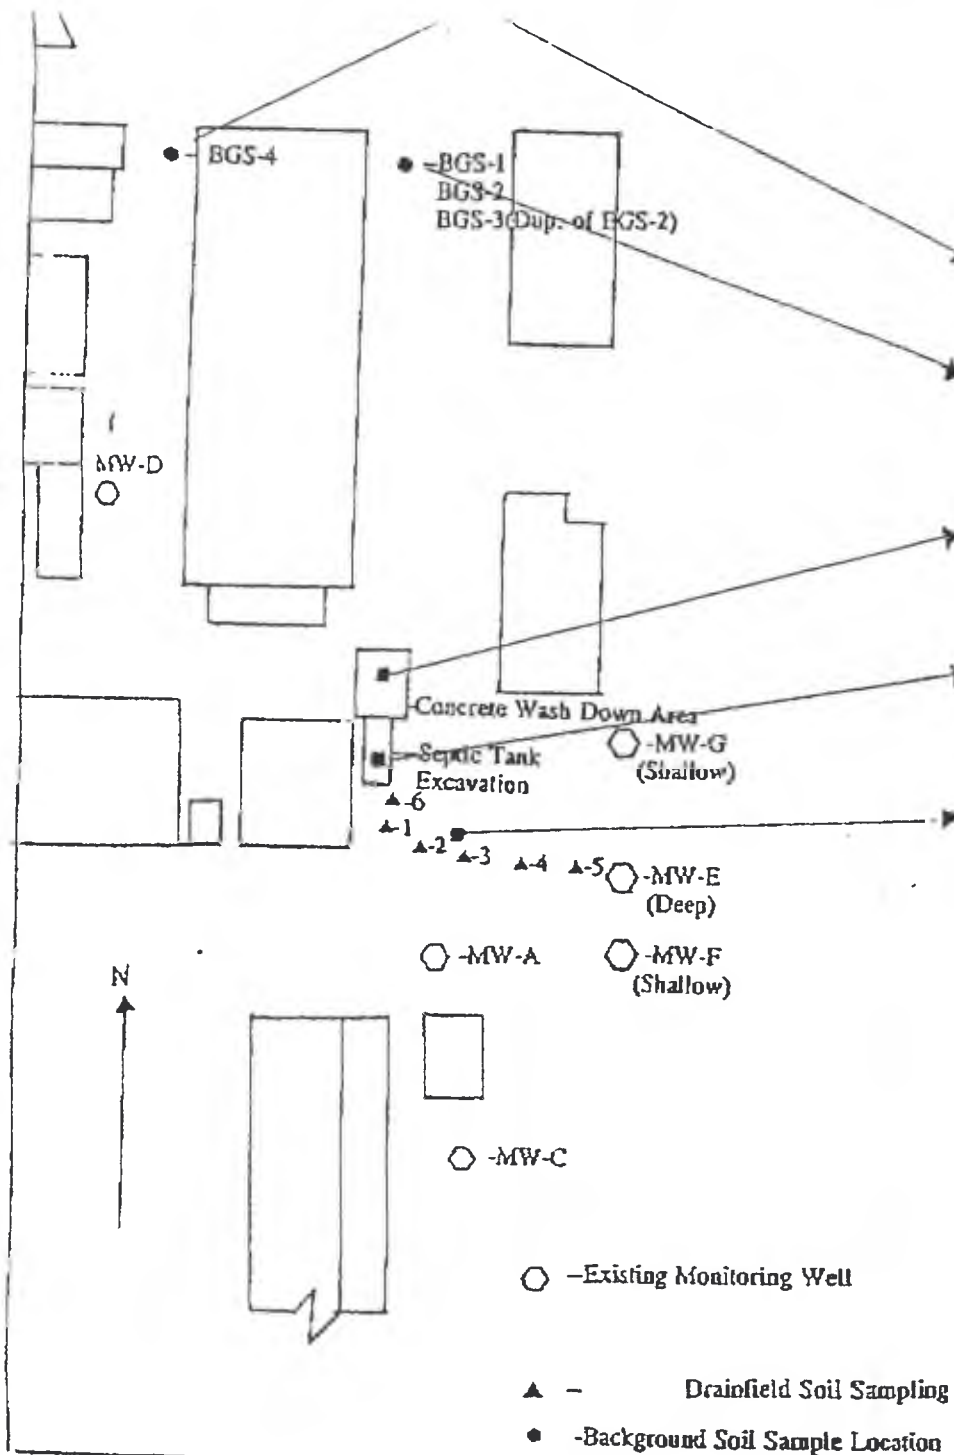 -BGS-4
-BGS-1
BGS-2
BGS-3(Dup. of BGS-2)
MW-D
-Concrete Wash Down Area
-Septic Tank
Excavation
-MW-G
(Shallow)
-6
-1
-2
-3
-4
-5
-MW-E
(Deep)
-MW-A
-MW-F
(Shallow)
N
-MW-C
-Existing Monitoring Well
- Drainfield Soil Sampling
-Background Soil Sample Location